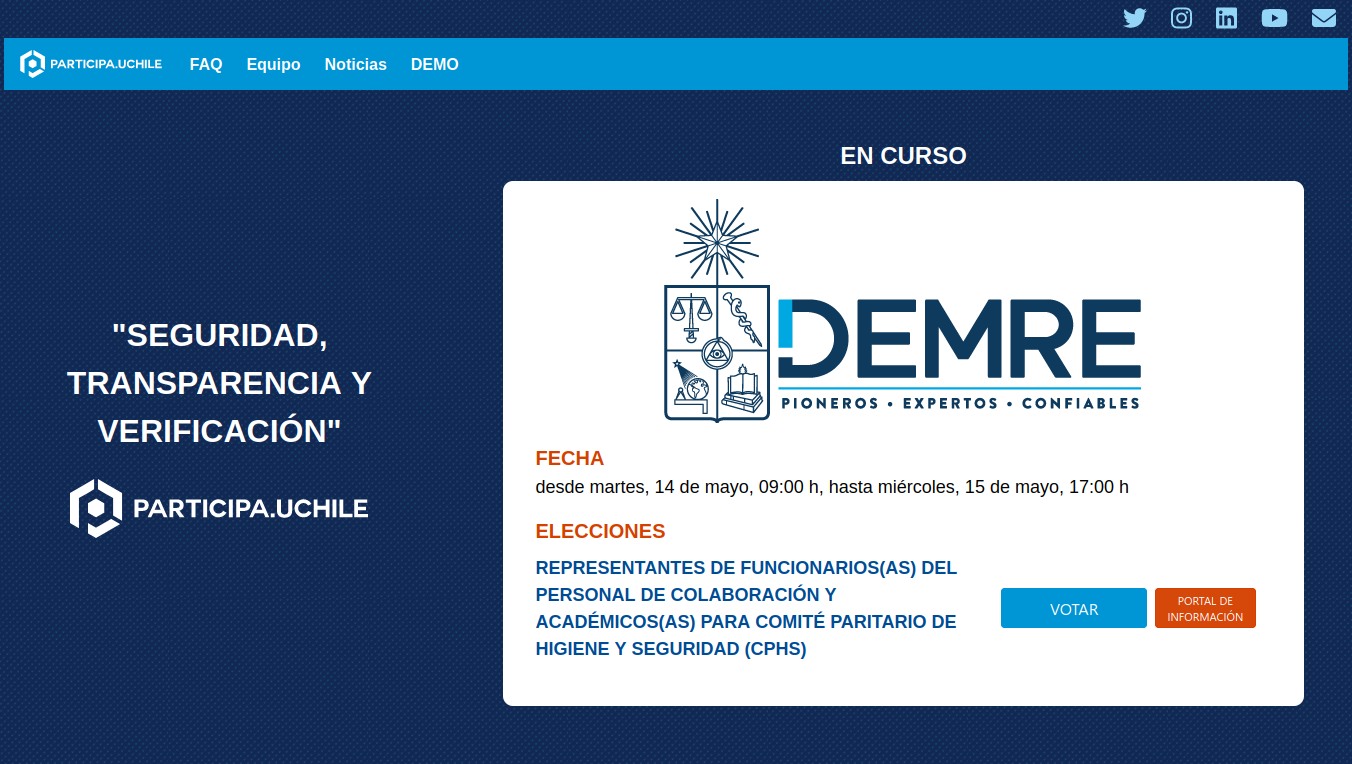 PARTICIPA.UCHILE
FAQ
Equipo
Noticias
DEMO
"SEGURIDAD,
TRANSPARENCIA Y
VERIFICACIÓN"
PARTICIPA.UCHILE
EN CURSO
DEMRE
PIONEROS • EXPERTOS • CONFIABLES
FECHA
desde martes, 14 de mayo, 09:00 h, hasta miércoles, 15 de mayo, 17:00 h
ELECCIONES
REPRESENTANTES DE FUNCIONARIOS(AS) DEL
PERSONAL DE COLABORACIÓN Y
ACADÉMICOS(AS) PARA COMITÉ PARITARIO DE
HIGIENE Y SEGURIDAD (CPHS)
VOTAR
PORTAL DE
INFORMACIÓN